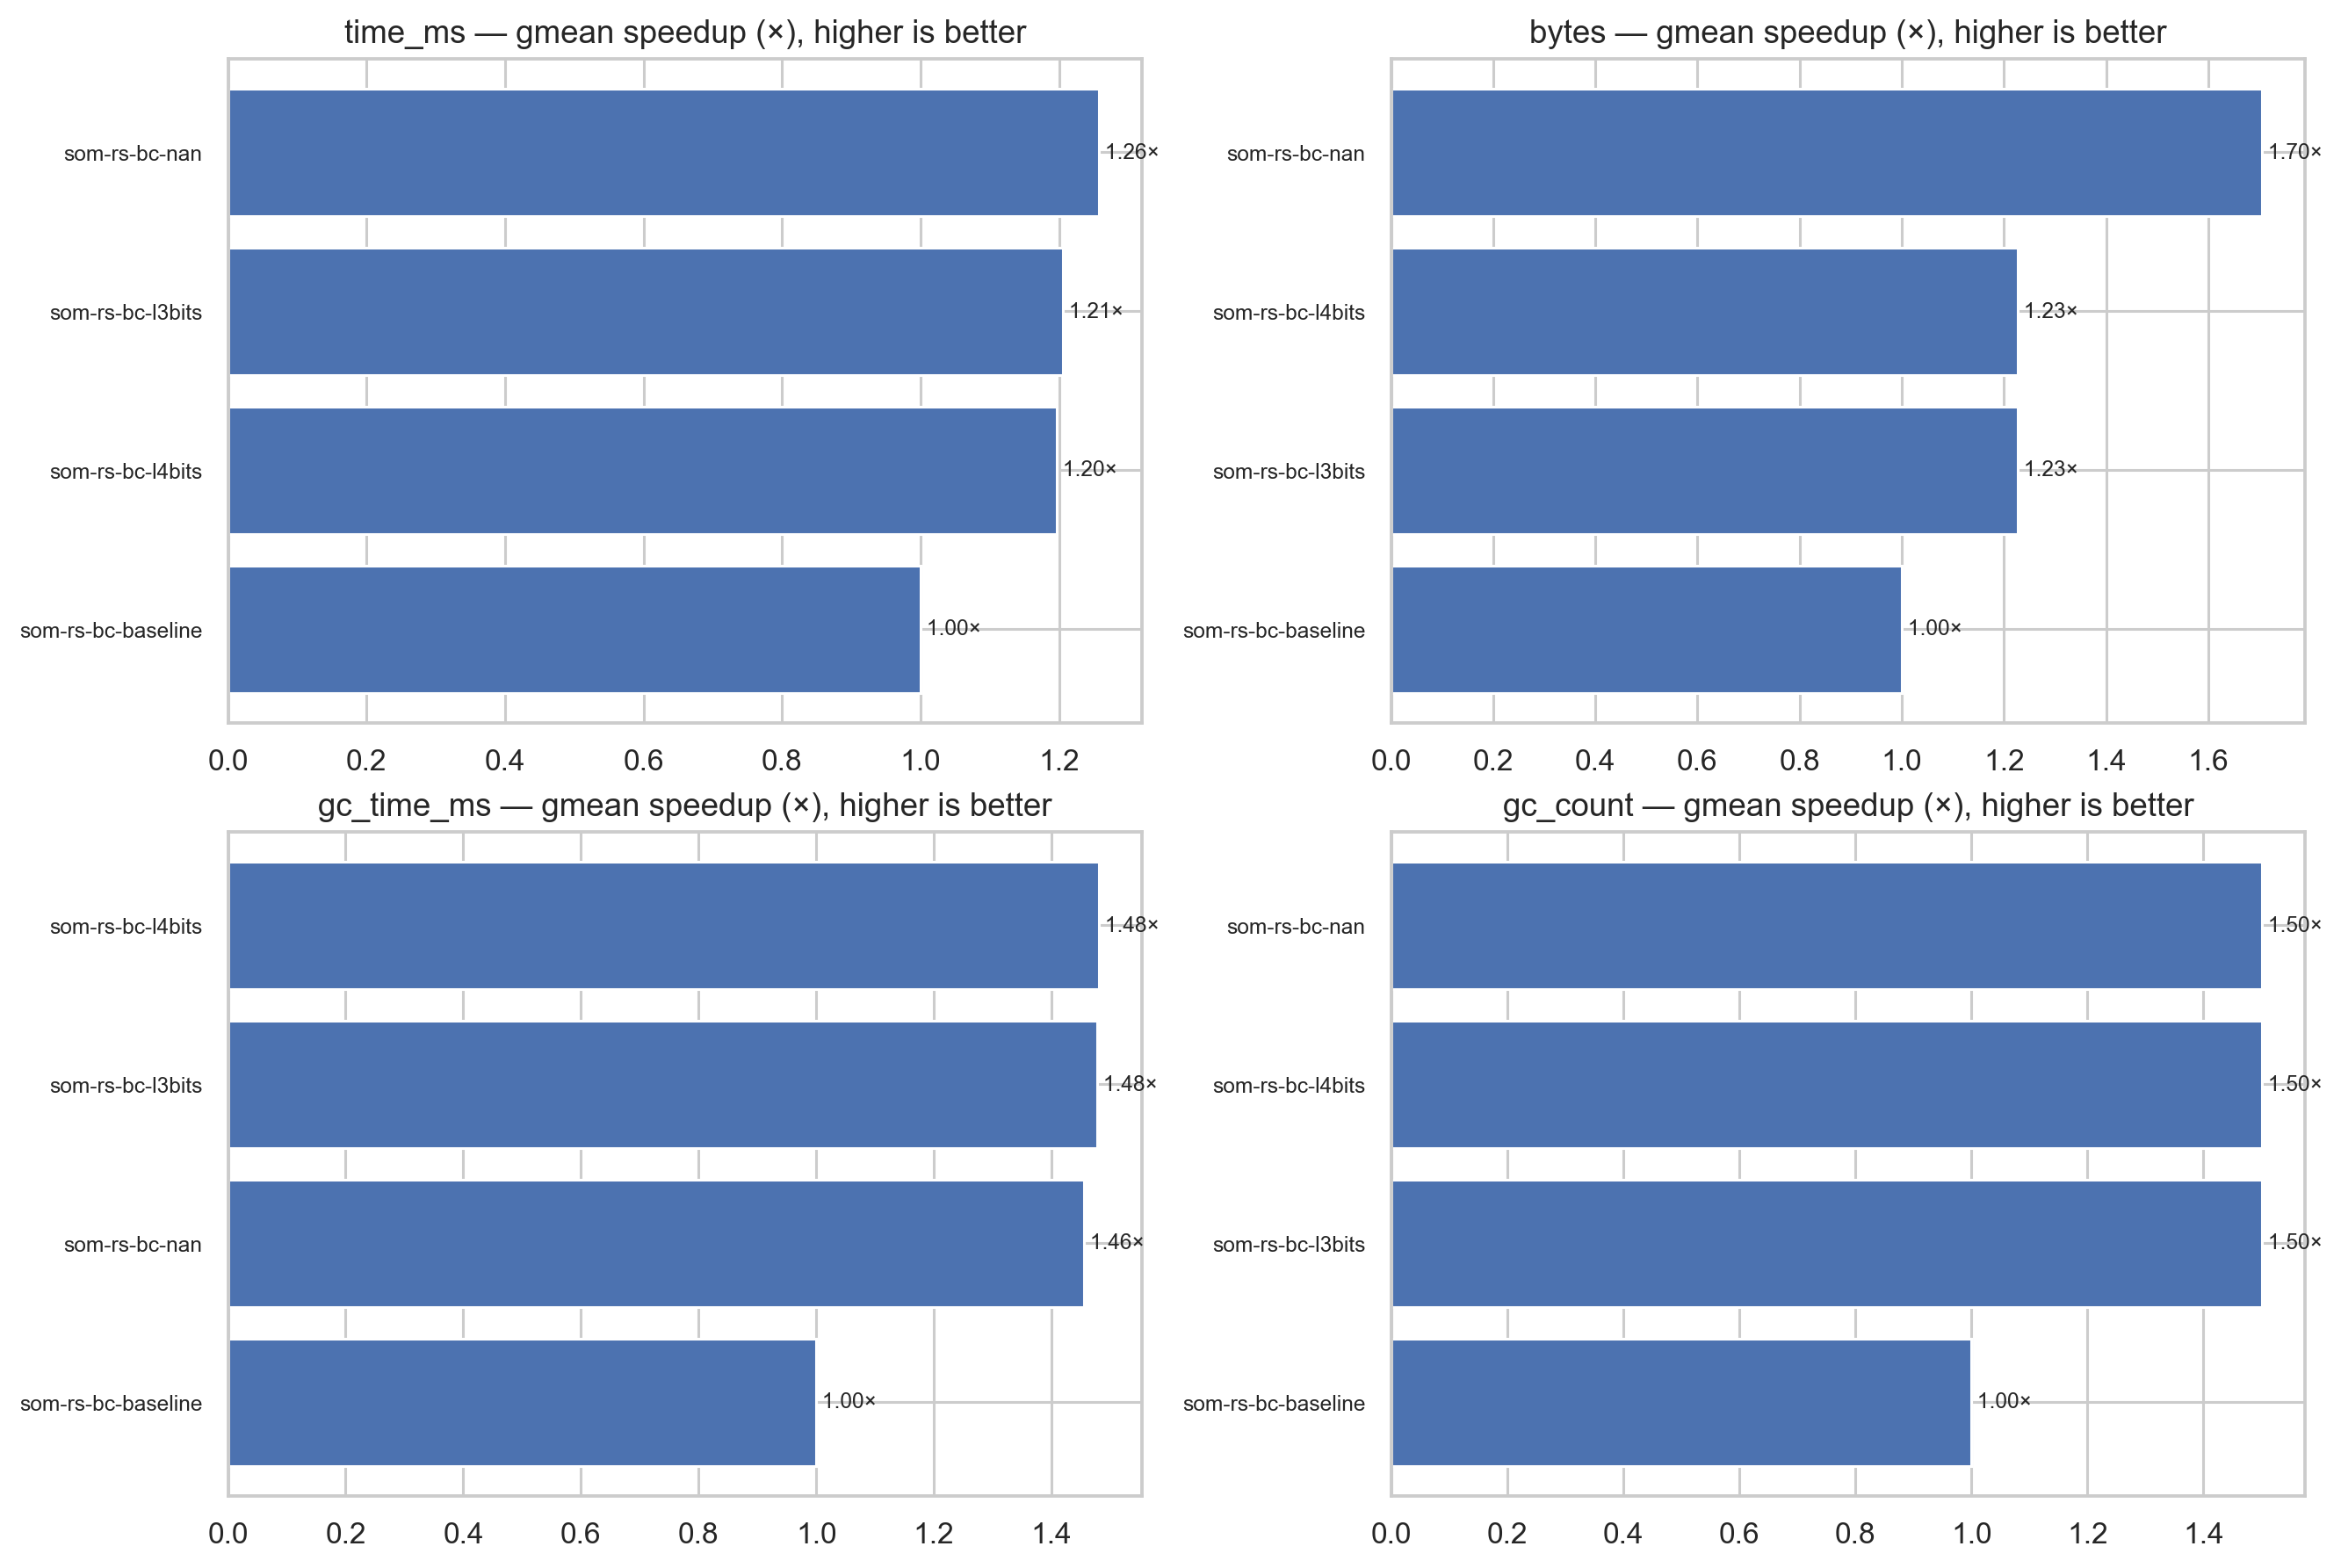 time_ms — gmean speedup (×), higher is better
som-rs-bc-nan
1.26×
som-rs-bc-l3bits
1.21×
som-rs-bc-l4bits
1.20×
som-rs-bc-baseline
1.00×
0.0 0.2 0.4 0.6 0.8 1.0 1.2
bytes — gmean speedup (×), higher is better
som-rs-bc-nan
1.70×
som-rs-bc-l4bits
1.23×
som-rs-bc-l3bits
1.23×
som-rs-bc-baseline
1.00×
0.0 0.2 0.4 0.6 0.8 1.0 1.2 1.4 1.6
gc_time_ms — gmean speedup (×), higher is better
som-rs-bc-l4bits
1.48×
som-rs-bc-l3bits
1.48×
som-rs-bc-nan
1.46×
som-rs-bc-baseline
1.00×
0.0 0.2 0.4 0.6 0.8 1.0 1.2 1.4
gc_count — gmean speedup (×), higher is better
som-rs-bc-nan
1.50×
som-rs-bc-l4bits
1.50×
som-rs-bc-l3bits
1.50×
som-rs-bc-baseline
1.00×
0.0 0.2 0.4 0.6 0.8 1.0 1.2 1.4